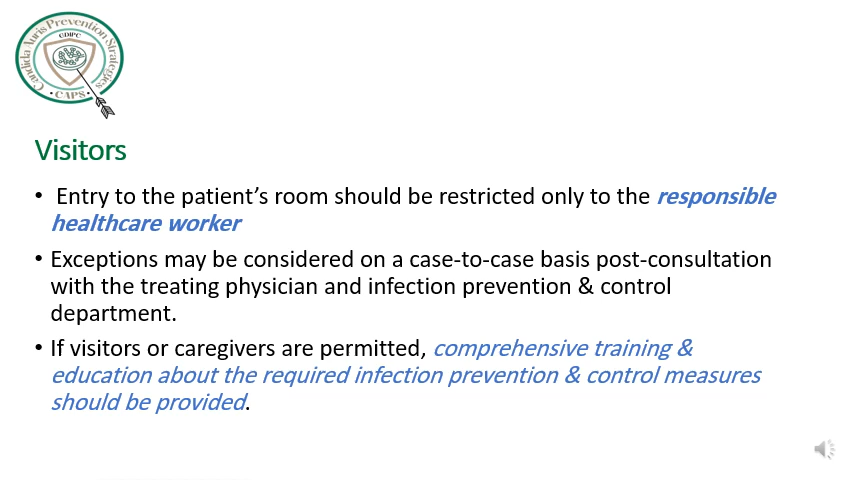 Candida Auris Prevention Strategies
GDIPC
• CAPS •
Visitors
• Entry to the patient's room should be restricted only to the responsible
healthcare worker
• Exceptions may be considered on a case-to-case basis post-consultation
with the treating physician and infection prevention & control
department.
• If visitors or caregivers are permitted, comprehensive training &
education about the required infection prevention & control measures
should be provided.